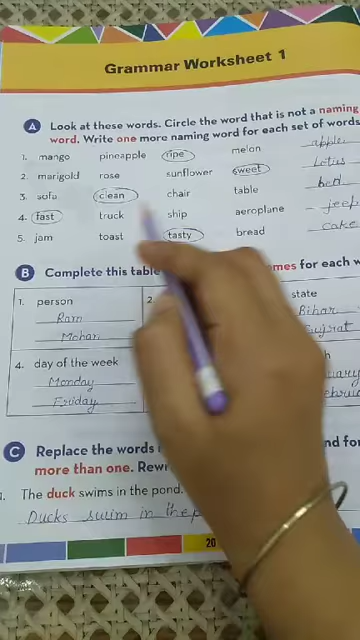 Grammar Worksheet 1
A Look at these words. Circle the word that is not a naming
word. Write one more naming word for each set of words
1. mango pineapple ripe melon apple
2. marigold rose sunflower sweet Lotus
3. sofa clean chair table bed
4. fast truck ship aeroplane jeep
5. jam toast tasty bread cake
B Complete this table for each
1. person 2. state
Ram Bihar
Mohan
4. day of the week
Monday
Friday
C Replace the words
more than one.
1. The duck swims in the pond.
Ducks swim in the
20